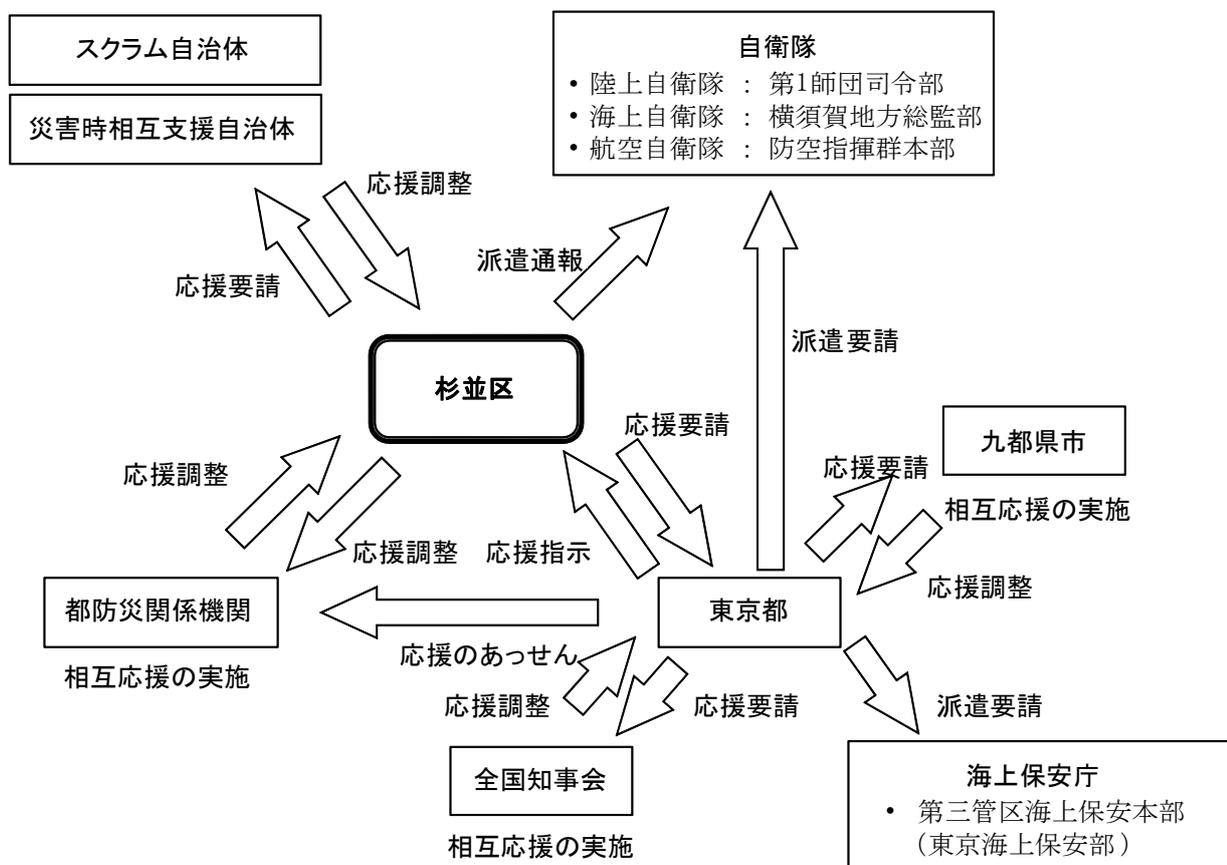 スクラム自治体
災害時相互支援自治体
自衛隊
• 陸上自衛隊 : 第1師団司令部
• 海上自衛隊 : 横須賀地方総監部
• 航空自衛隊 : 防空指揮群本部
応援調整
応援要請
派遣通報
派遣要請
杉並区
応援要請
九都県市
応援調整
応援要請
相互応援の実施
応援調整
応援指示
応援調整
都防災関係機関
東京都
応援のあっせん
相互応援の実施
応援調整
応援要請
派遣要請
全国知事会
相互応援の実施
海上保安庁
• 第三管区海上保安本部
(東京海上保安部)